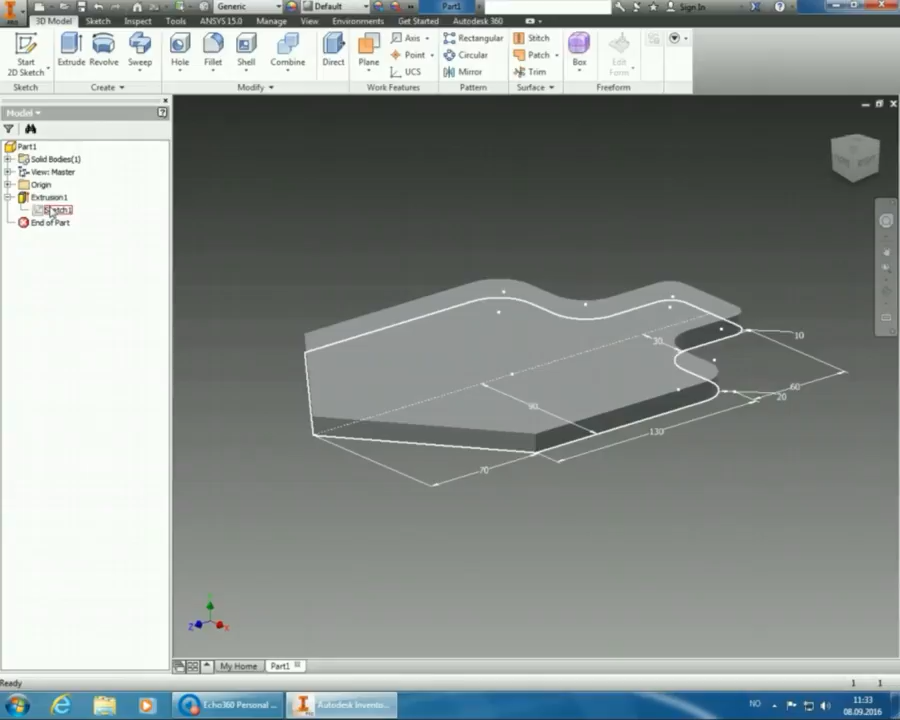 Generic
Default
Part1
Sign In
PRO
3D Model Sketch Inspect Tools ANSYS 15.0 Manage View Environments Get Started Autodesk 360
Start
2D Sketch
Extrude Revolve Sweep
Hole Fillet Shell Combine
Direct
Plane
Axis
Point
UCS
Rectangular
Circular
Mirror
Stitch
Patch
Trim
Box
Edit
Form
Sketch Create Modify Work Features Pattern Surface Freeform
Model
Part1
Solid Bodies(1)
View: Master
Origin
Extrusion1
Sketch1
End of Part
10
30
60
20
90
130
70
My Home Part1
Ready
1 1
Echo360 Personal ...
Autodesk Invento...
NO
11:33
08.09.2016